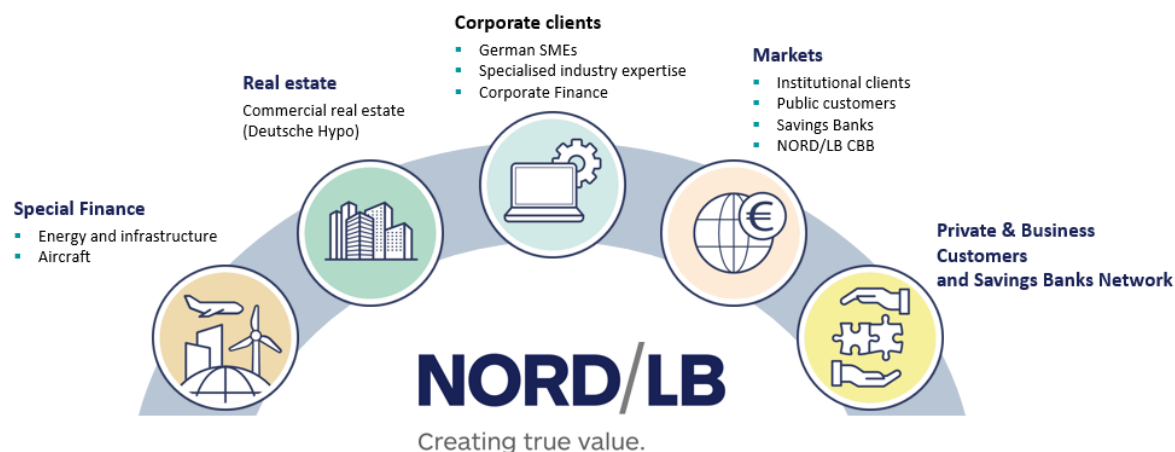 Special Finance
Energy and infrastructure
Aircraft
Real estate
Commercial real estate
(Deutsche Hypo)
Corporate clients
German SMEs
Specialised industry expertise
Corporate Finance
Markets
Institutional clients
Public customers
Savings Banks
NORD/LB CBB
€
Private & Business
Customers
and Savings Banks Network
NORD/LB
Creating true value.